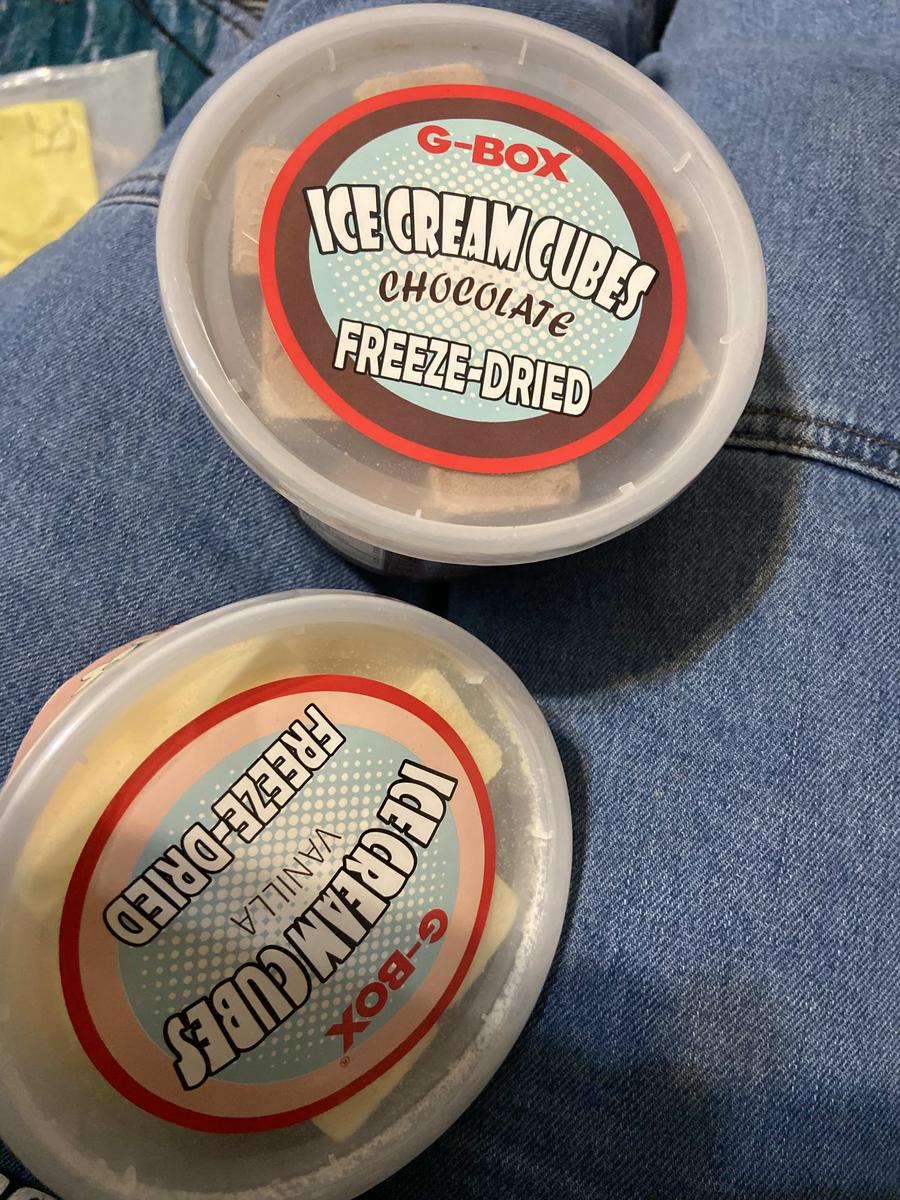 G-BOX®
ICE CREAM CUBES
CHOCOLATE
FREEZE-DRIED
G-BOX®
ICE CREAM CUBES
VANILLA
FREEZE-DRIED